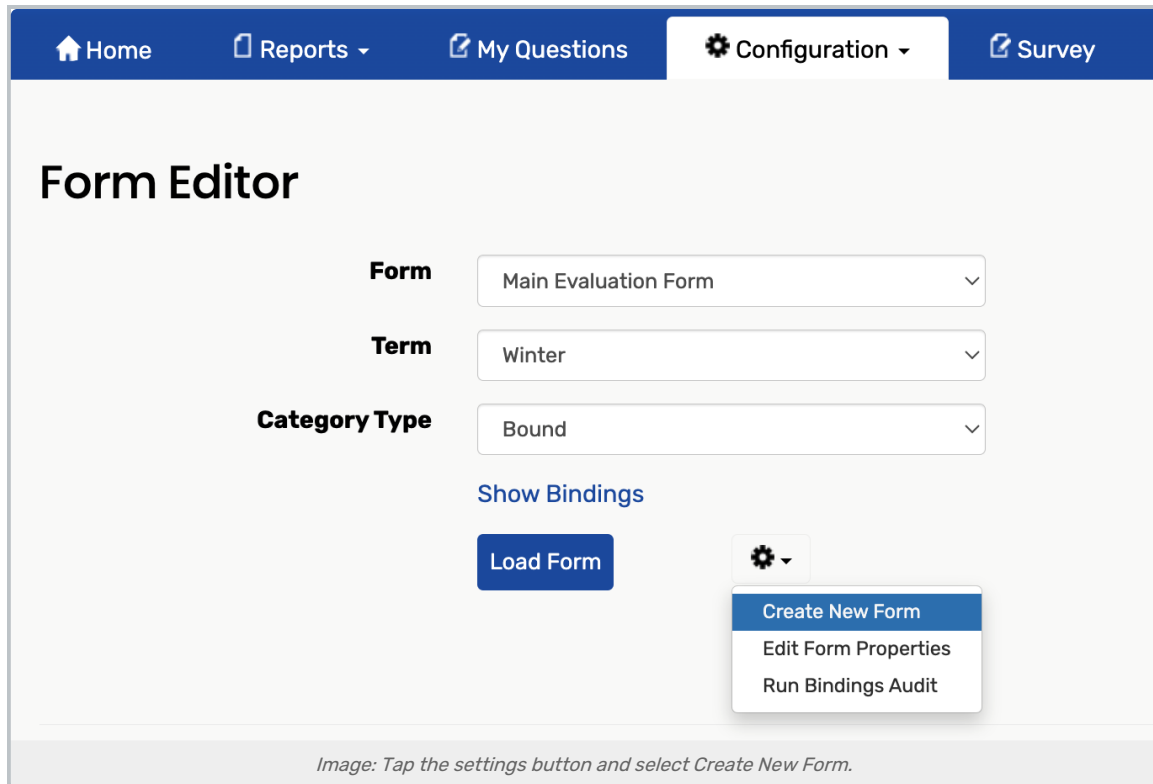 Home Reports My Questions Configuration Survey
Form Editor
Form Main Evaluation Form
Term Winter
Category Type Bound
Show Bindings
Load Form
Create New Form
Edit Form Properties
Run Bindings Audit
Image: Tap the settings button and select Create New Form.